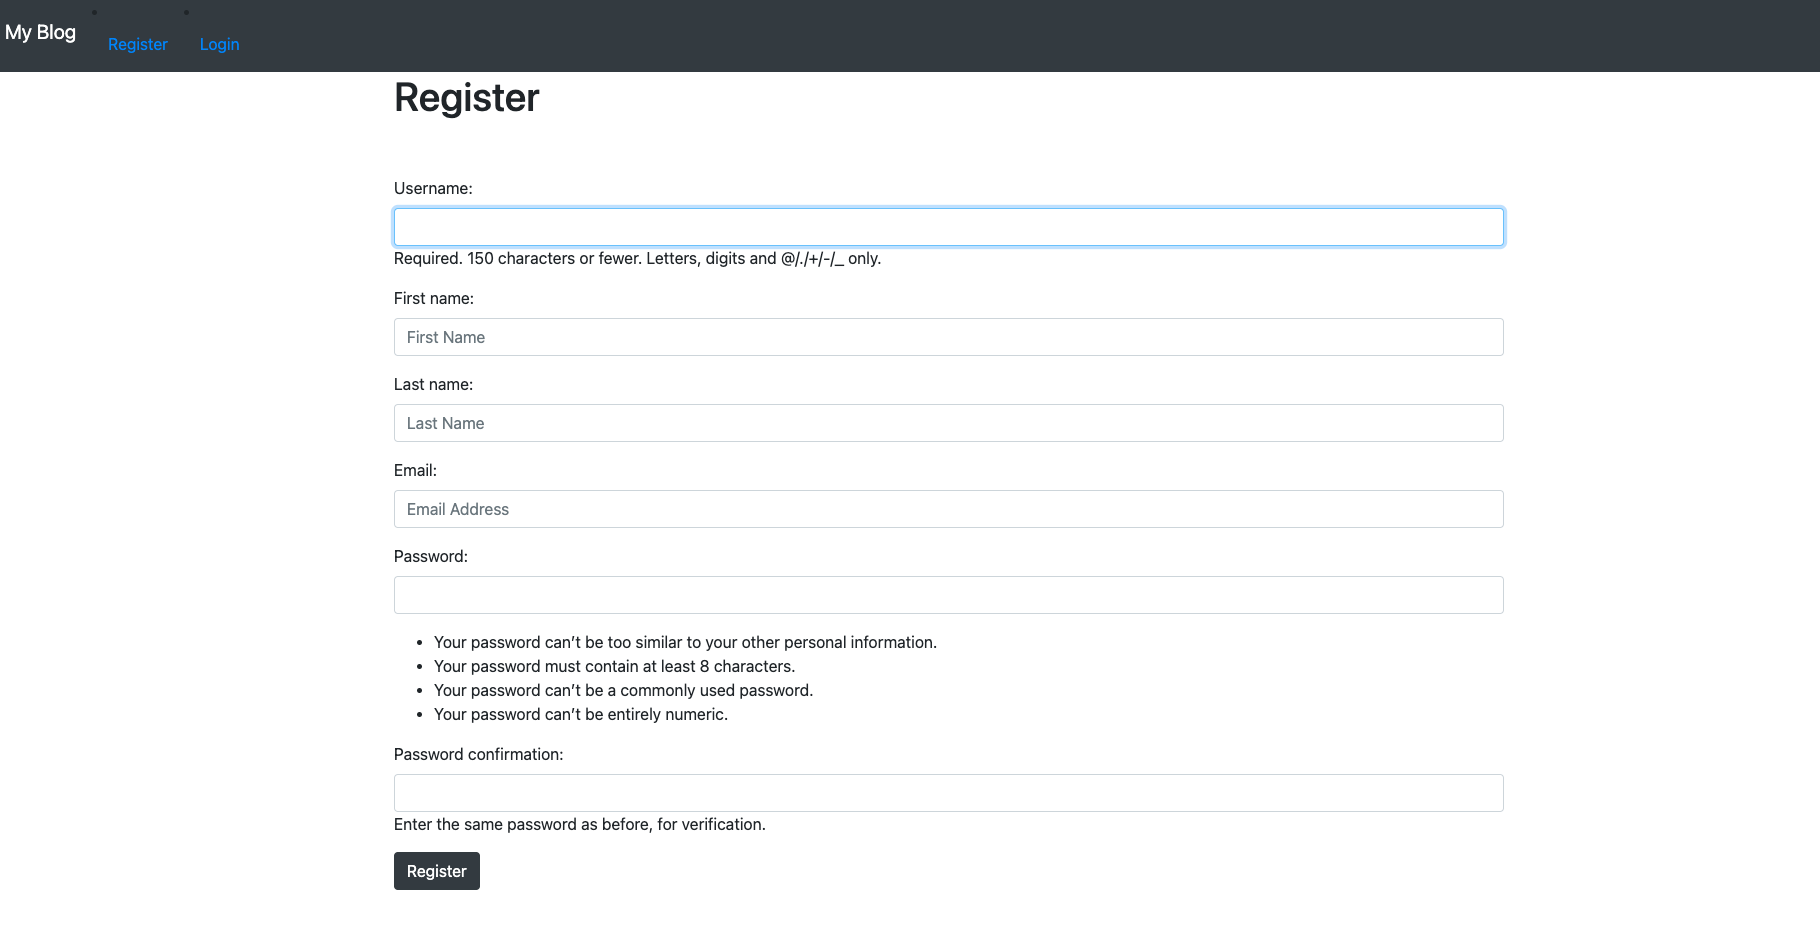 My Blog
Register
Login
Register
Username:
Required. 150 characters or fewer. Letters, digits and @/./+/-/_ only.
First name:
First Name
Last name:
Last Name
Email:
Email Address
Password:
• Your password can’t be too similar to your other personal information.
• Your password must contain at least 8 characters.
• Your password can’t be a commonly used password.
• Your password can’t be entirely numeric.
Password confirmation:
Enter the same password as before, for verification.
Register